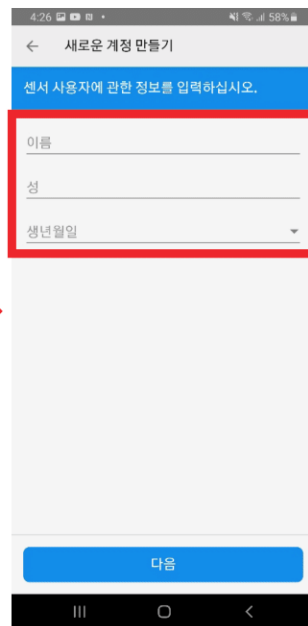 4:26 58%
새로운 계정 만들기
센서 사용자에 관한 정보를 입력하십시오.
이름
성
생년월일
다음